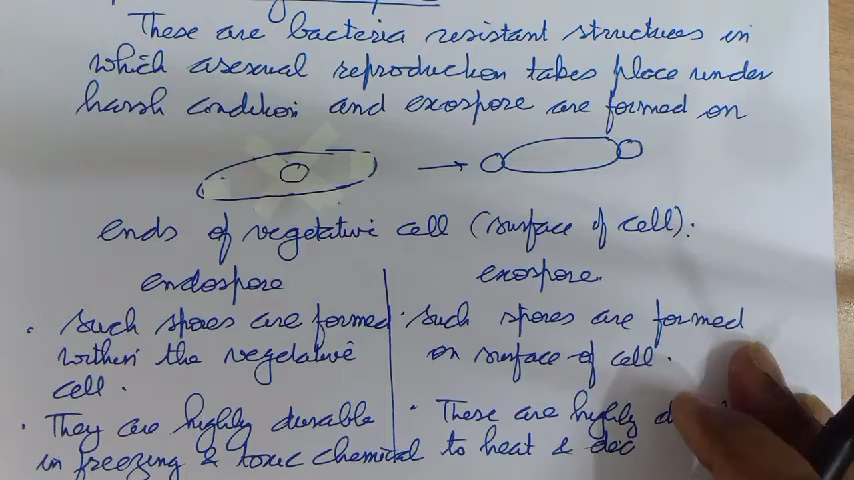 These are bacteria resistant structures in
which asexual reproduction takes place under
harsh condition and exospore are formed on
ends of vegetative cell (surface of cell).
endospore
exospore.
. Such spores are formed
within the vegetative
cell.
. They are highly durable
in freezing & toxic chemical
. Such spores are formed
on surface of cell.
. These are highly
to heat &